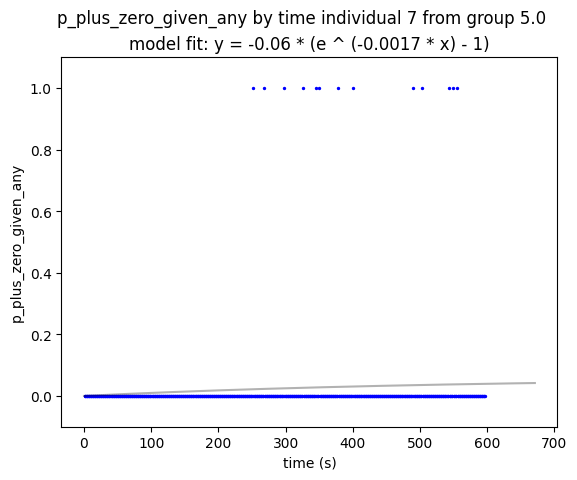 p_plus_zero_given_any by time individual 7 from group 5.0
model fit: y = -0.06 * (e ^ (-0.0017 * x) - 1)
1.0
0.8
0.6
0.4
0.2
0.0
p_plus_zero_given_any
0 100 200 300 400 500 600 700
time (s)